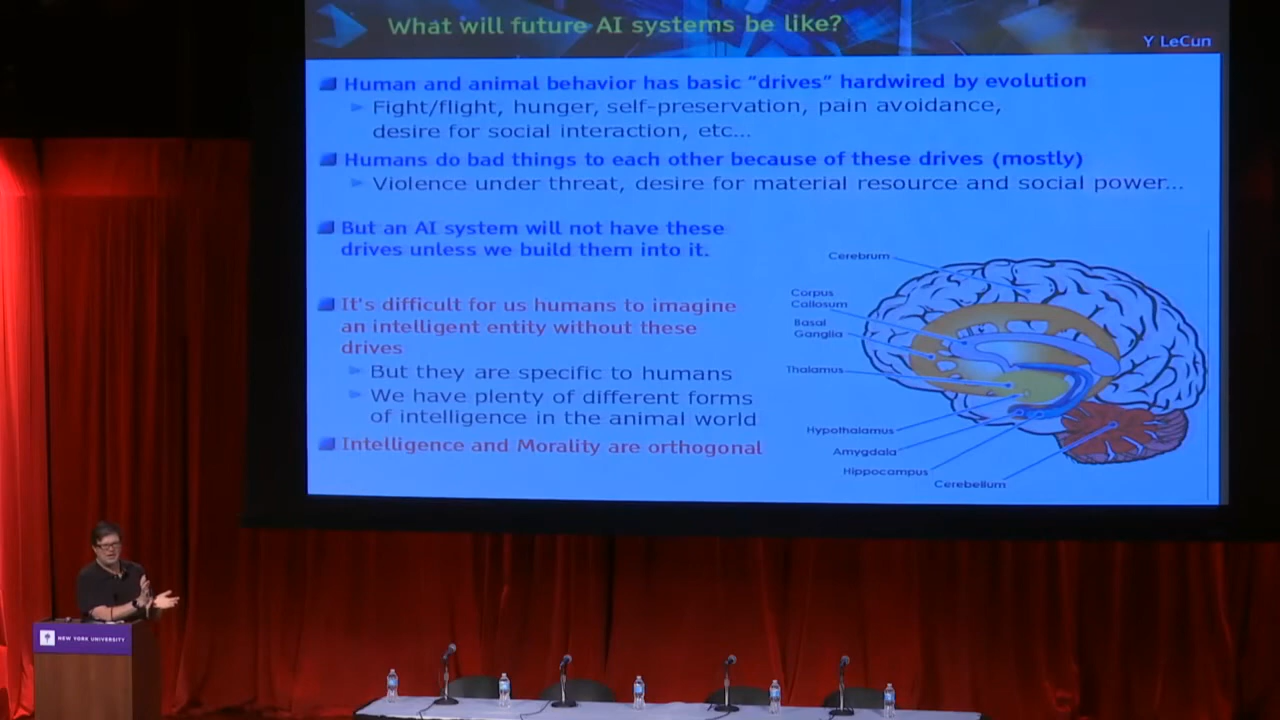 What will future AI systems be like?
Y LeCun
Human and animal behavior has basic “drives” hardwired by evolution
Fight/flight, hunger, self-preservation, pain avoidance,
desire for social interaction, etc...
Humans do bad things to each other because of these drives (mostly)
Violence under threat, desire for material resource and social power...
But an AI system will not have these
drives unless we build them into it.
It's difficult for us humans to imagine
an intelligent entity without these
drives
But they are specific to humans
We have plenty of different forms
of intelligence in the animal world
Intelligence and Morality are orthogonal
Cerebrum
Corpus
Callosum
Basal
Ganglia
Thalamus
Hypothalamus
Amygdala
Hippocampus
Cerebellum
NEW YORK UNIVERSITY